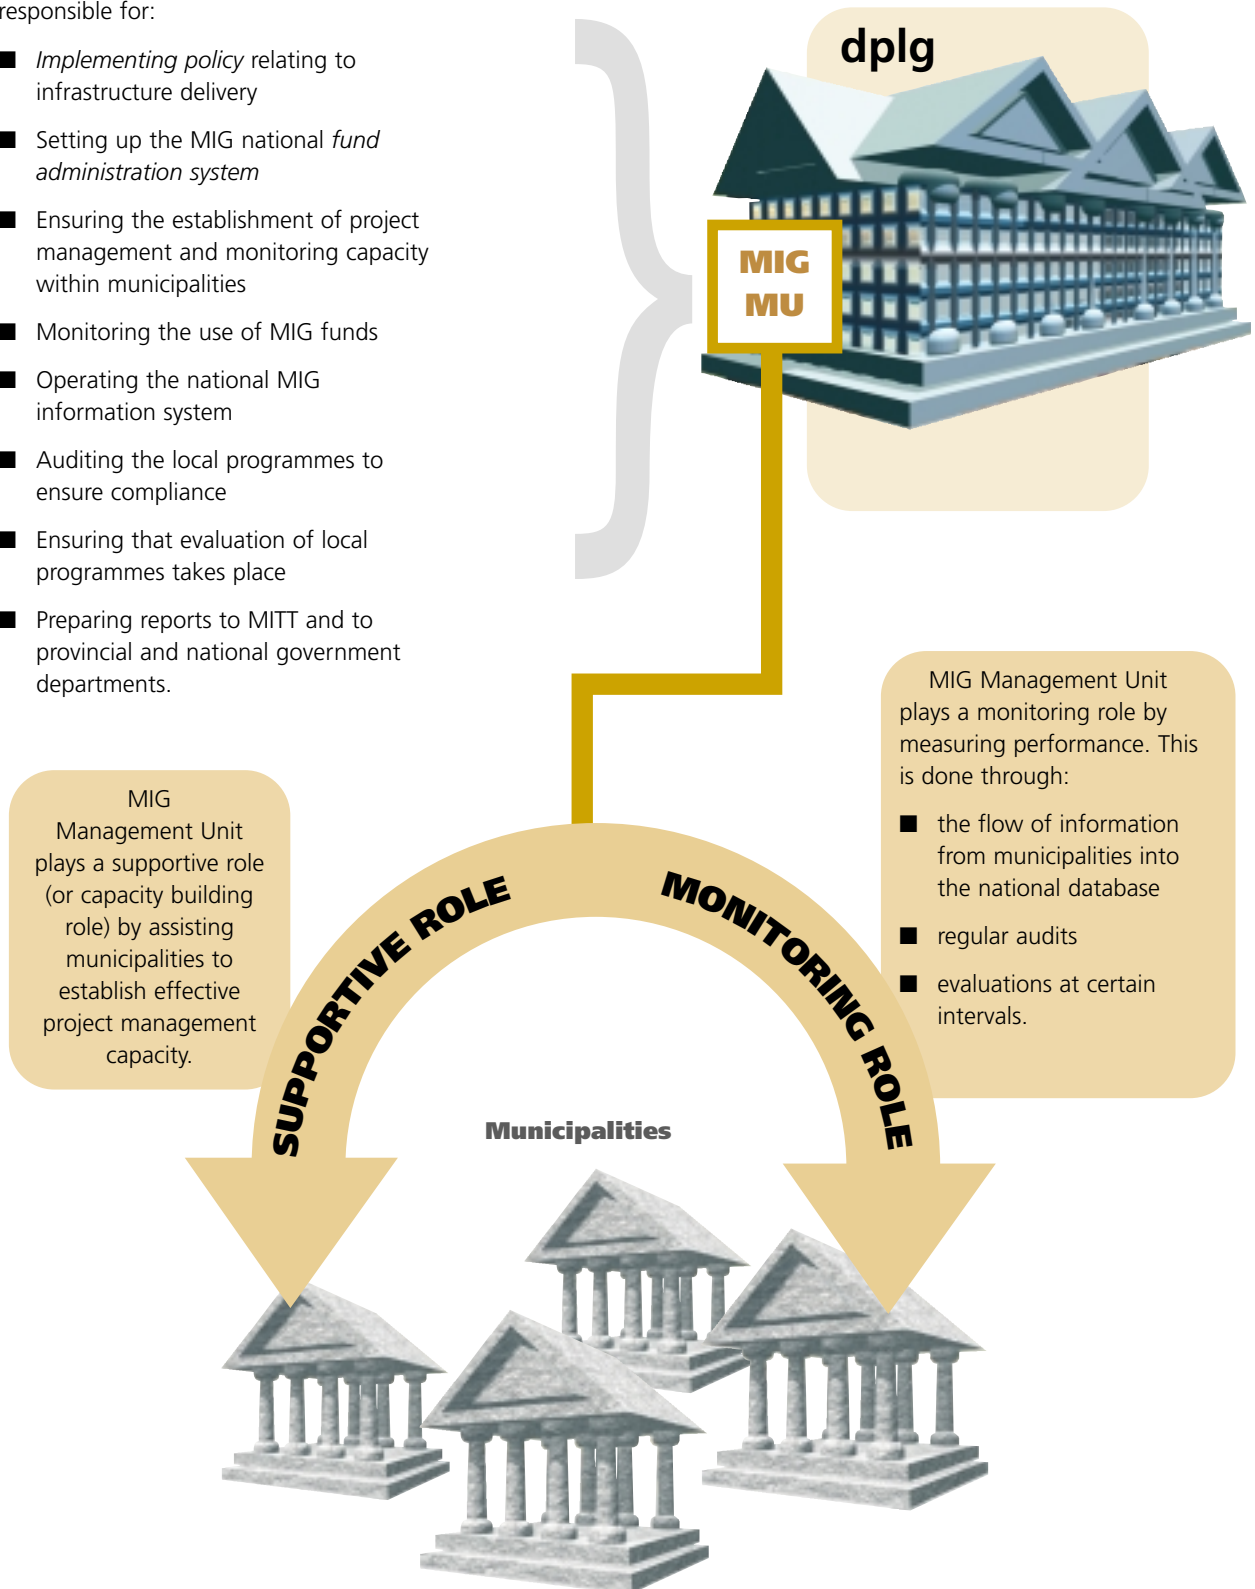 responsible for:
■ Implementing policy relating to
infrastructure delivery
■ Setting up the MIG national fund
administration system
■ Ensuring the establishment of project
management and monitoring capacity
within municipalities
■ Monitoring the use of MIG funds
■ Operating the national MIG
information system
■ Auditing the local programmes to
ensure compliance
■ Ensuring that evaluation of local
programmes takes place
■ Preparing reports to MITT and to
provincial and national government
departments.
dplg
MIG
MU
MIG
Management Unit
plays a supportive role
(or capacity building
role) by assisting
municipalities to
establish effective
project management
capacity.
MIG Management Unit
plays a monitoring role by
measuring performance. This
is done through:
■ the flow of information
from municipalities into
the national database
■ regular audits
■ evaluations at certain
intervals.
SUPPORTIVE ROLE
MONITORING ROLE
Municipalities